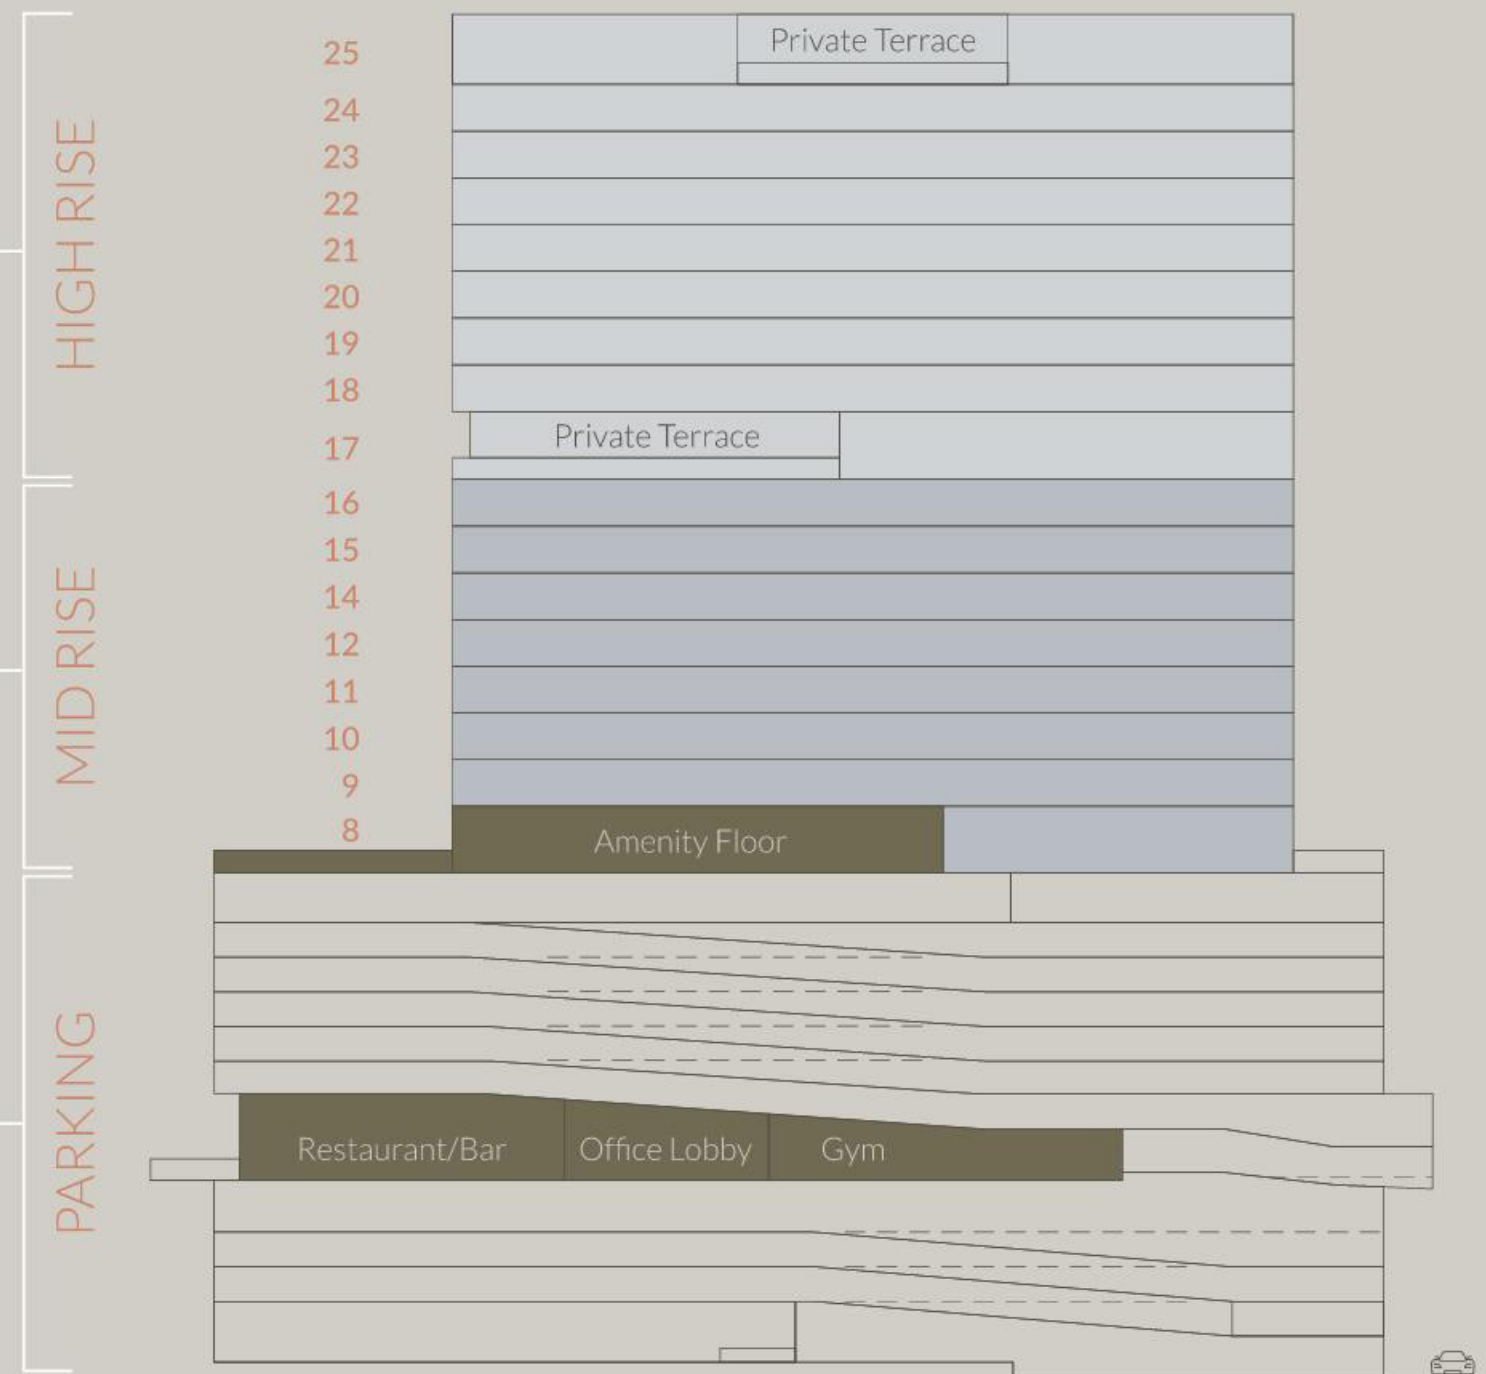 HIGH RISE
25
Private Terrace
24
23
22
21
20
19
18
17
Private Terrace
MID RISE
16
15
14
12
11
10
9
8
Amenity Floor
PARKING
Restaurant/Bar
Office Lobby
Gym